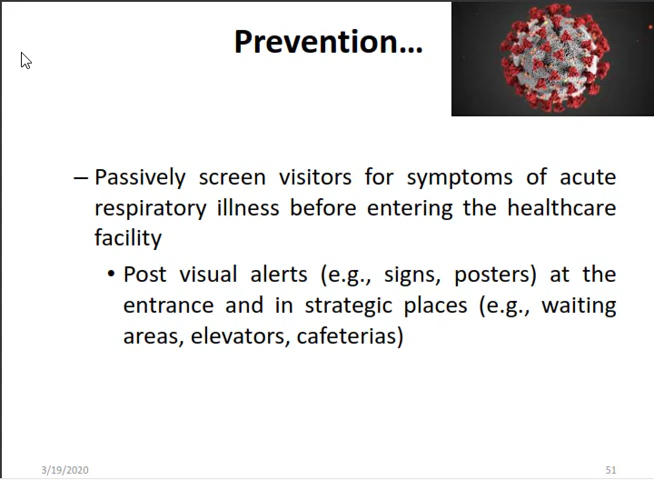 Prevention…
– Passively screen visitors for symptoms of acute
respiratory illness before entering the healthcare
facility
• Post visual alerts (e.g., signs, posters) at the
entrance and in strategic places (e.g., waiting
areas, elevators, cafeterias)
3/19/2020
51